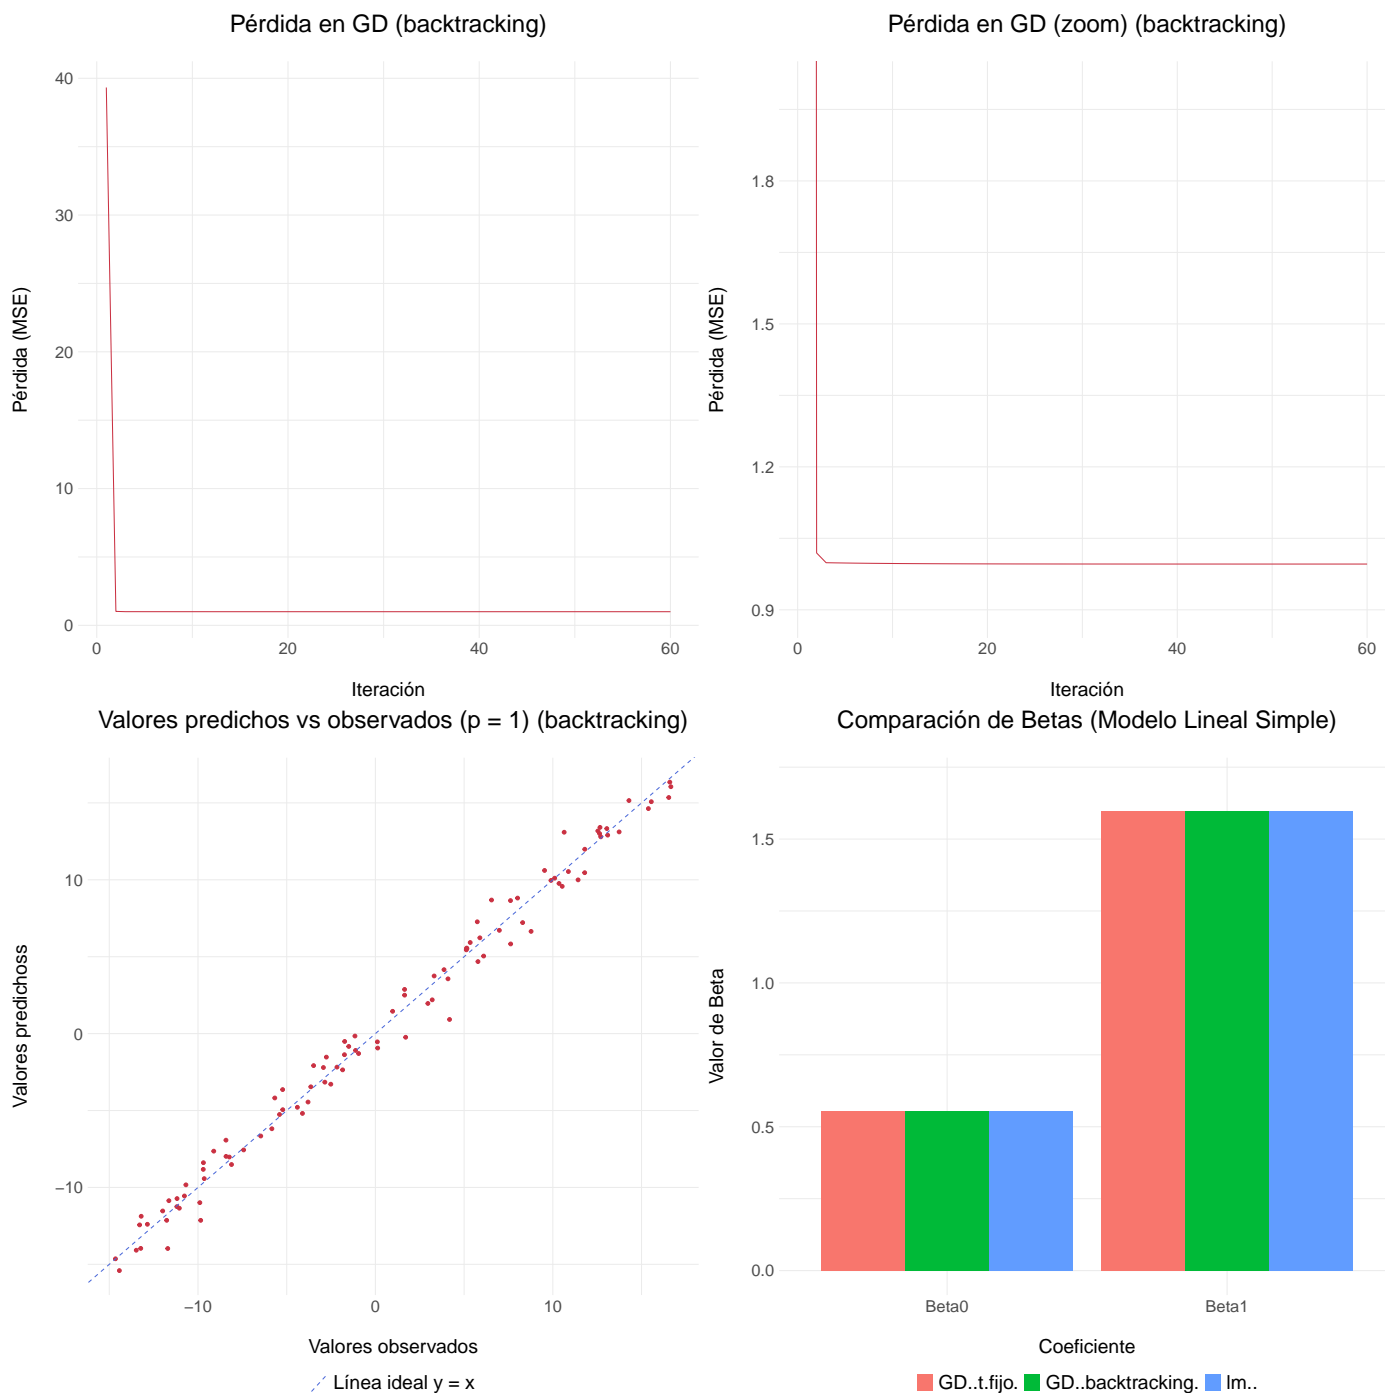 Pérdida en GD (backtracking)
Pérdida (MSE)
40
30
20
10
0
0 20 40 60
Iteración
Pérdida en GD (zoom) (backtracking)
Pérdida (MSE)
1.8
1.5
1.2
0.9
0 20 40 60
Iteración
Valores predichos vs observados (p = 1) (backtracking)
Valores predichoss
10
0
−10
−10 0 10
Valores observados
Línea ideal y = x
Comparación de Betas (Modelo Lineal Simple)
Valor de Beta
1.5
1.0
0.5
0.0
Beta0 Beta1
Coeficiente
GD..t.fijo. GD..backtracking. lm..